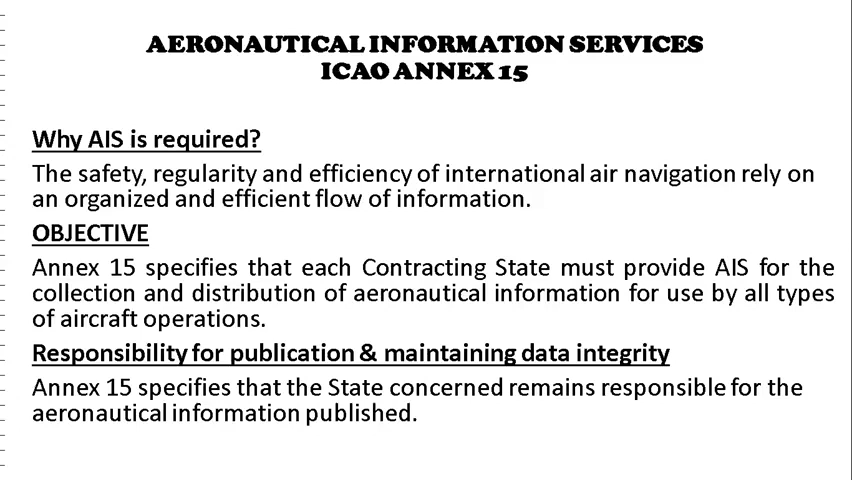 AERONAUTICAL INFORMATION SERVICES
ICAO ANNEX 15
Why AIS is required?
The safety, regularity and efficiency of international air navigation rely on
an organized and efficient flow of information.
OBJECTIVE
Annex 15 specifies that each Contracting State must provide AIS for the
collection and distribution of aeronautical information for use by all types
of aircraft operations.
Responsibility for publication & maintaining data integrity
Annex 15 specifies that the State concerned remains responsible for the
aeronautical information published.